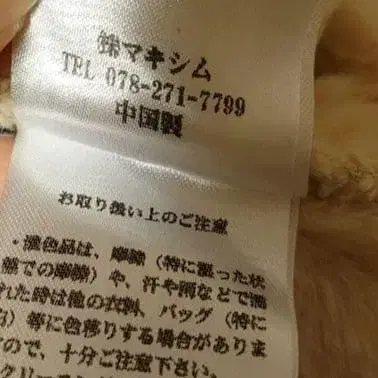 ㈱マキシム
TEL 078-271-7799
中国製
お取り扱い上のご注意
・濃色品は、摩擦（特に湿った状
態での摩擦）や、汗や雨などで濡
れた時は他の衣料、バッグ（特に
等に色移りする場合がありま
ので、十分ご注意下さい。